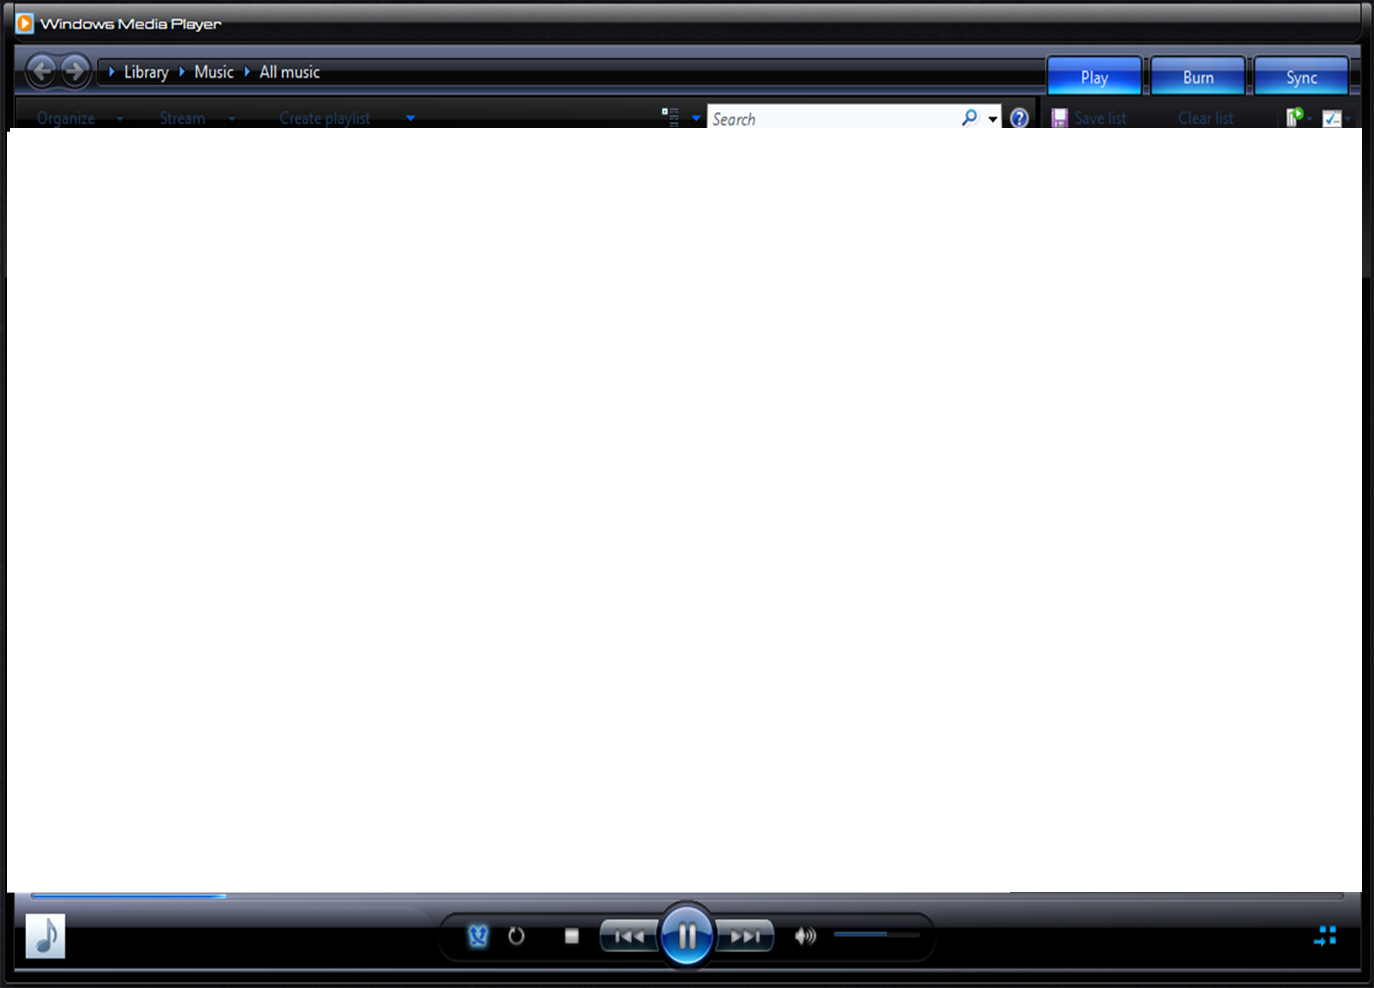 Windows Media Player
Library Music All music
Play Burn Sync
Organize Stream Create playlist Search Save list Clear list